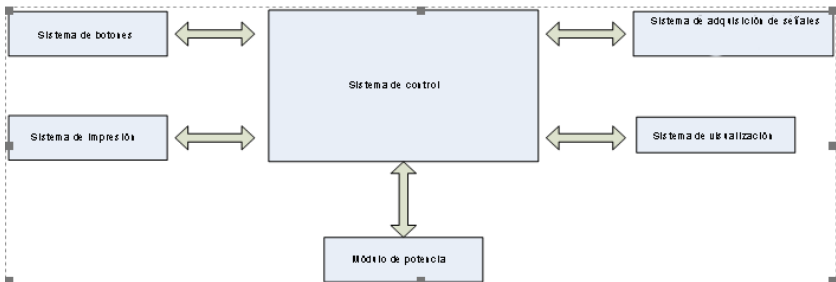 Sistema de botones
Sistema de adquisición de señales
Sistema de control
Sistema de impresión
Sistema de visualización
Módulo de potencia